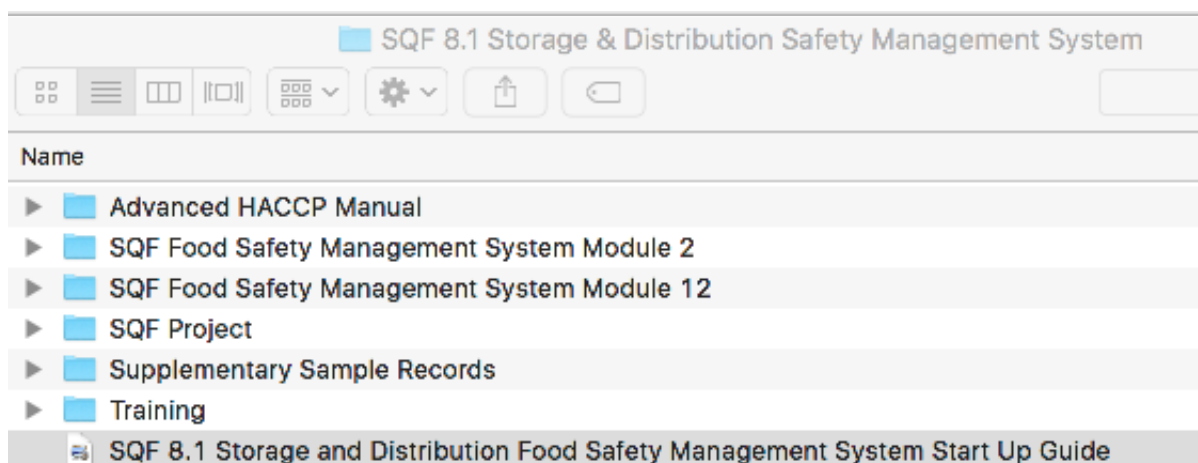 SQF 8.1 Storage & Distribution Safety Management System
Name
Advanced HACCP Manual
SQF Food Safety Management System Module 2
SQF Food Safety Management System Module 12
SQF Project
Supplementary Sample Records
Training
SQF 8.1 Storage and Distribution Food Safety Management System Start Up Guide